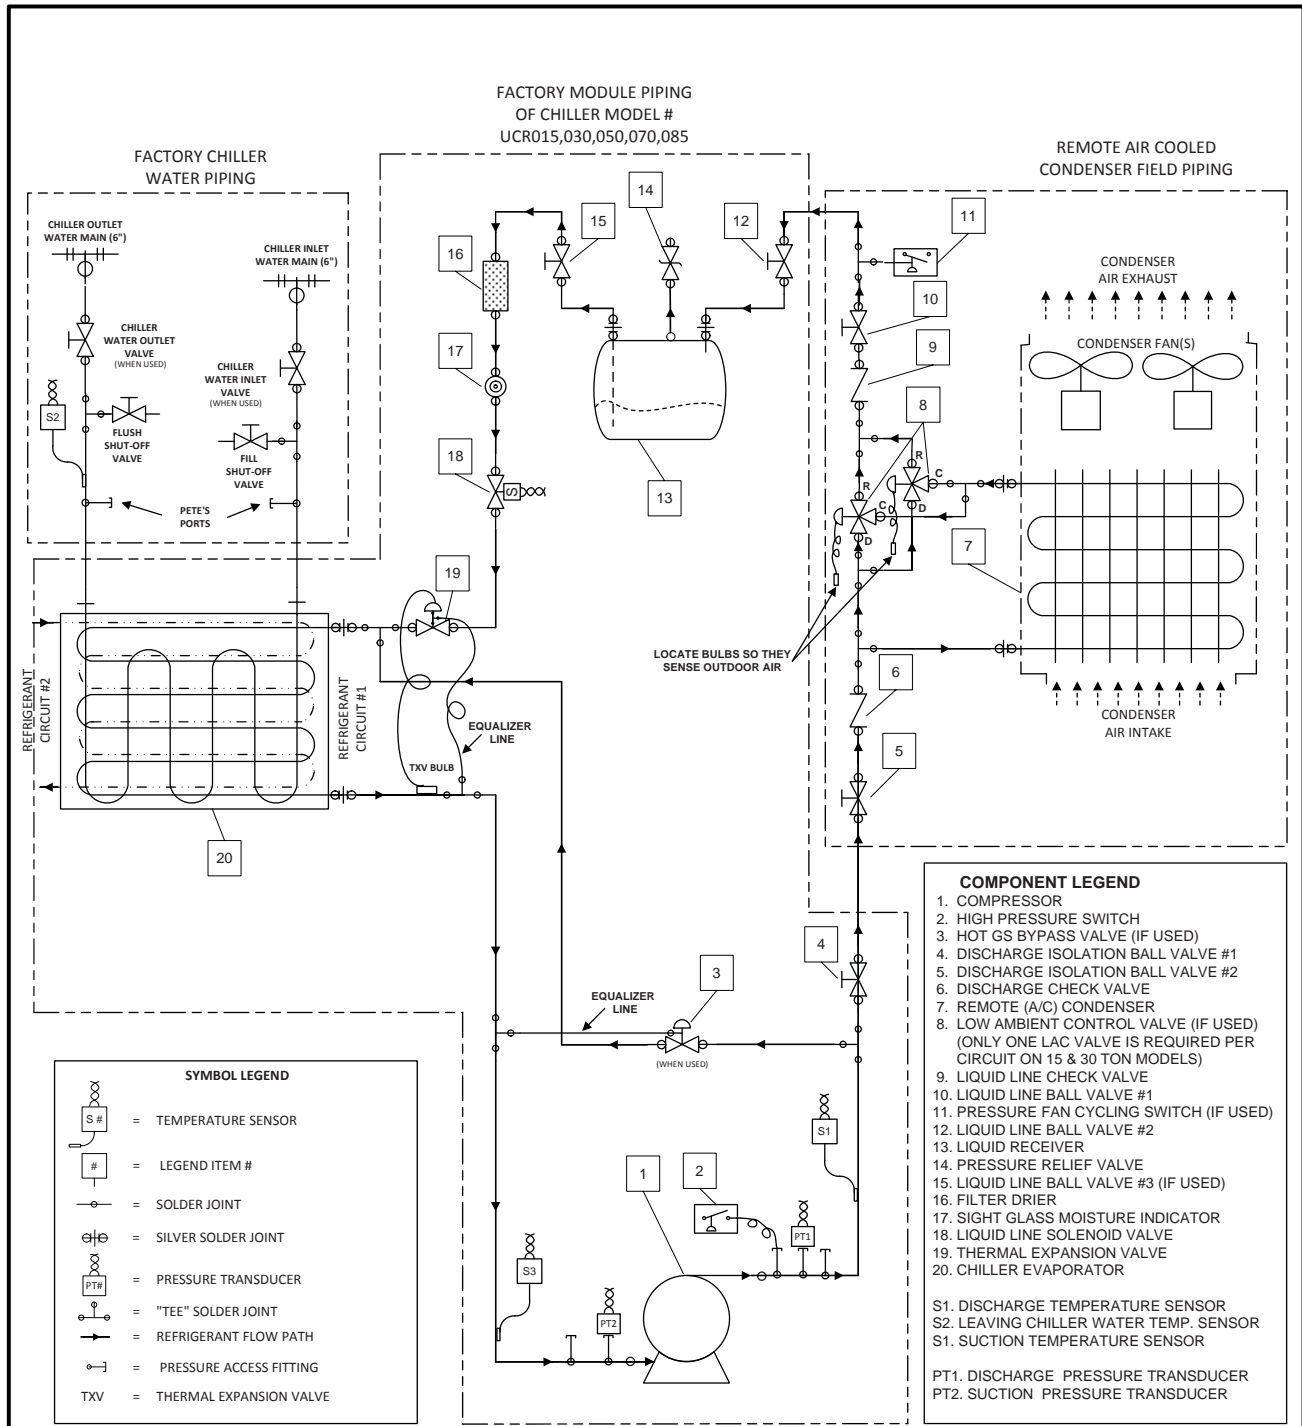 FACTORY MODULE PIPING
OF CHILLER MODEL #
UCR015,030,050,070,085
FACTORY CHILLER
WATER PIPING
REMOTE AIR COOLED
CONDENSER FIELD PIPING
CHILLER OUTLET
WATER MAIN (6")
CHILLER INLET
WATER MAIN (6")
CHILLER
WATER OUTLET
VALVE
(WHEN USED)
CHILLER
WATER INLET
VALVE
(WHEN USED)
S2
FLUSH
SHUT-OFF
VALVE
FILL
SHUT-OFF
VALVE
PETE'S
PORTS
14
15
12
16
17
18
S
13
19
11
10
9
8
R
C
D
R
C
D
7
CONDENSER
AIR EXHAUST
CONDENSER FAN(S)
CONDENSER
AIR INTAKE
LOCATE BULBS SO THEY
SENSE OUTDOOR AIR
6
5
REFRIGERANT
CIRCUIT #2
REFRIGERANT
CIRCUIT #1
EQUALIZER
LINE
TXV BULB
20
4
3
EQUALIZER
LINE
(WHEN USED)
S1
1
2
PT1
S3
PT2
SYMBOL LEGEND
S # = TEMPERATURE SENSOR
# = LEGEND ITEM #
= SOLDER JOINT
= SILVER SOLDER JOINT
PT# = PRESSURE TRANSDUCER
= "TEE" SOLDER JOINT
= REFRIGERANT FLOW PATH
= PRESSURE ACCESS FITTING
TXV = THERMAL EXPANSION VALVE
COMPONENT LEGEND
1. COMPRESSOR
2. HIGH PRESSURE SWITCH
3. HOT GS BYPASS VALVE (IF USED)
4. DISCHARGE ISOLATION BALL VALVE #1
5. DISCHARGE ISOLATION BALL VALVE #2
6. DISCHARGE CHECK VALVE
7. REMOTE (A/C) CONDENSER
8. LOW AMBIENT CONTROL VALVE (IF USED)
(ONLY ONE LAC VALVE IS REQUIRED PER
CIRCUIT ON 15 & 30 TON MODELS)
9. LIQUID LINE CHECK VALVE
10. LIQUID LINE BALL VALVE #1
11. PRESSURE FAN CYCLING SWITCH (IF USED)
12. LIQUID LINE BALL VALVE #2
13. LIQUID RECEIVER
14. PRESSURE RELIEF VALVE
15. LIQUID LINE BALL VALVE #3 (IF USED)
16. FILTER DRIER
17. SIGHT GLASS MOISTURE INDICATOR
18. LIQUID LINE SOLENOID VALVE
19. THERMAL EXPANSION VALVE
20. CHILLER EVAPORATOR
S1. DISCHARGE TEMPERATURE SENSOR
S2. LEAVING CHILLER WATER TEMP. SENSOR
S1. SUCTION TEMPERATURE SENSOR
PT1. DISCHARGE PRESSURE TRANSDUCER
PT2. SUCTION PRESSURE TRANSDUCER